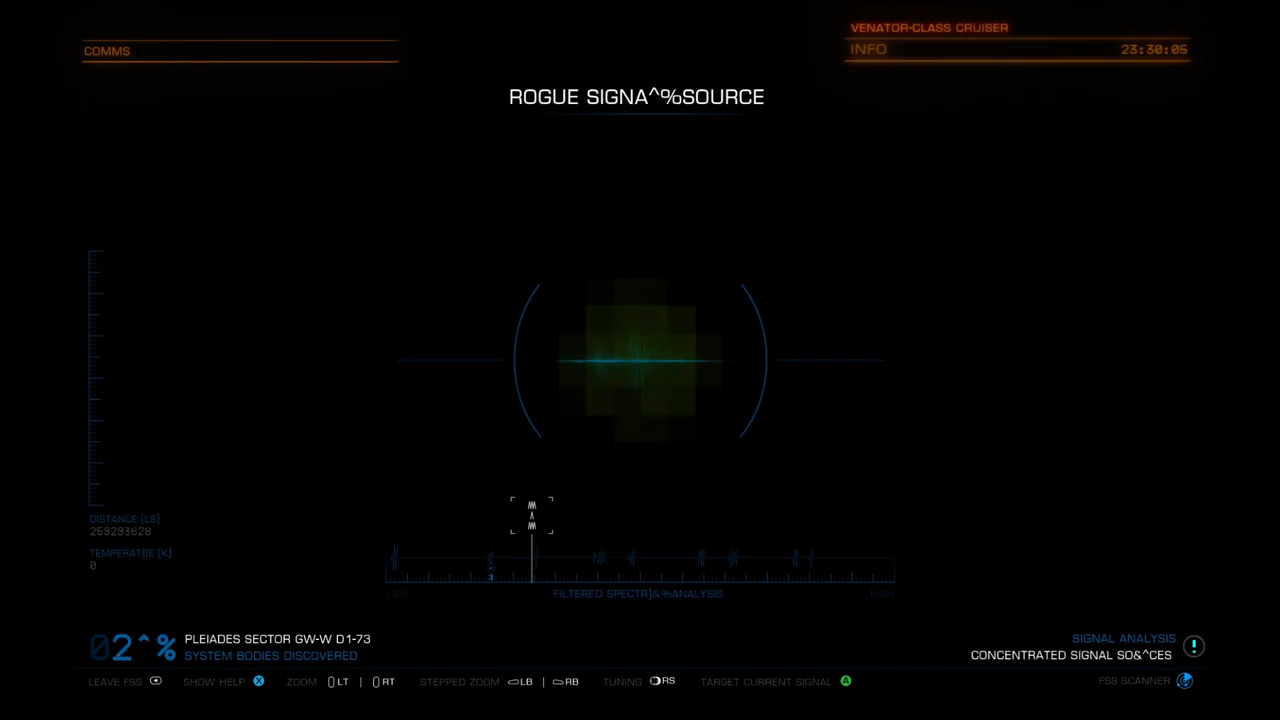 VENATOR-CLASS CRUISER
COMMS
INFO 23:30:05
ROGUE SIGNA^%SOURCE
DISTANCE (LS)
259293628
TEMPERAT(E (K)
0
FILTERED SPECTR]&%ANALYSIS
HIGH
02^% PLEIADES SECTOR GW-W D1-73
SYSTEM BODIES DISCOVERED
SIGNAL ANALYSIS
CONCENTRATED SIGNAL SO&^CES
LEAVE FSS SHOW HELP X ZOOM LT | RT STEPPED ZOOM LB | RB TUNING RS TARGET CURRENT SIGNAL A FSS SCANNER